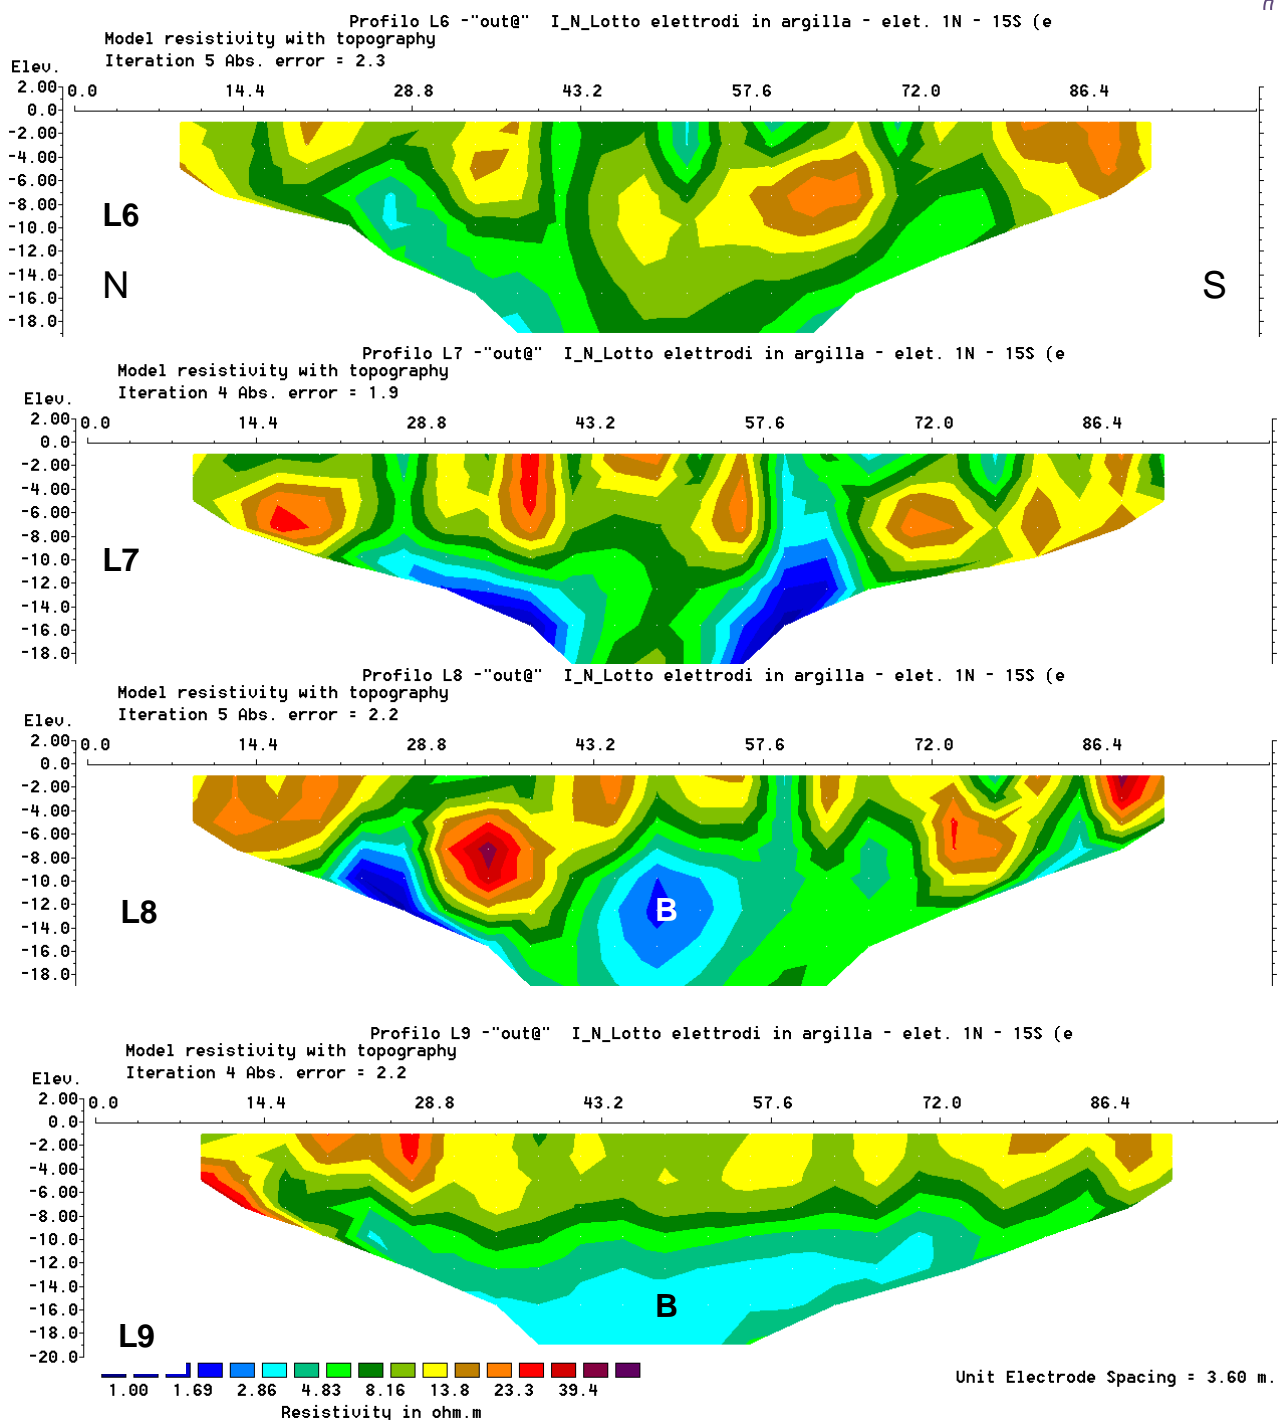 Profilo L6 -"out@" I_N_Lotto elettrodi in argilla - elet. 1N - 15S (e
Model resistivity with topography
Iteration 5 Abs. error = 2.3
Elev.
0.0 14.4 28.8 43.2 57.6 72.0 86.4
2.00
0.0
-2.00
-4.00
-6.00
-8.00
-10.0
-12.0
-14.0
-16.0
-18.0
L6
N S
Profilo L7 -"out@" I_N_Lotto elettrodi in argilla - elet. 1N - 15S (e
Model resistivity with topography
Iteration 4 Abs. error = 1.9
Elev.
0.0 14.4 28.8 43.2 57.6 72.0 86.4
2.00
0.0
-2.00
-4.00
-6.00
-8.00
-10.0
-12.0
-14.0
-16.0
-18.0
L7
Profilo L8 -"out@" I_N_Lotto elettrodi in argilla - elet. 1N - 15S (e
Model resistivity with topography
Iteration 5 Abs. error = 2.2
Elev.
0.0 14.4 28.8 43.2 57.6 72.0 86.4
2.00
0.0
-2.00
-4.00
-6.00
-8.00
-10.0
-12.0
-14.0
-16.0
-18.0
L8 B
Profilo L9 -"out@" I_N_Lotto elettrodi in argilla - elet. 1N - 15S (e
Model resistivity with topography
Iteration 4 Abs. error = 2.2
Elev.
0.0 14.4 28.8 43.2 57.6 72.0 86.4
2.00
0.0
-2.00
-4.00
-6.00
-8.00
-10.0
-12.0
-14.0
-16.0
-18.0
-20.0
B
L9
1.00 1.69 2.86 4.83 8.16 13.8 23.3 39.4
Resistivity in ohm.m
Unit Electrode Spacing = 3.60 m.